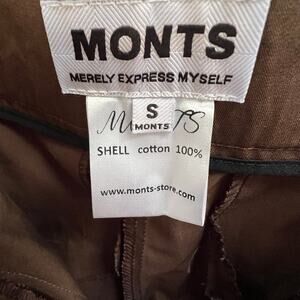 MONTS
MERELY EXPRESS MYSELF
S
MONTS
SHELL cotton 100%
www.monts-store.com